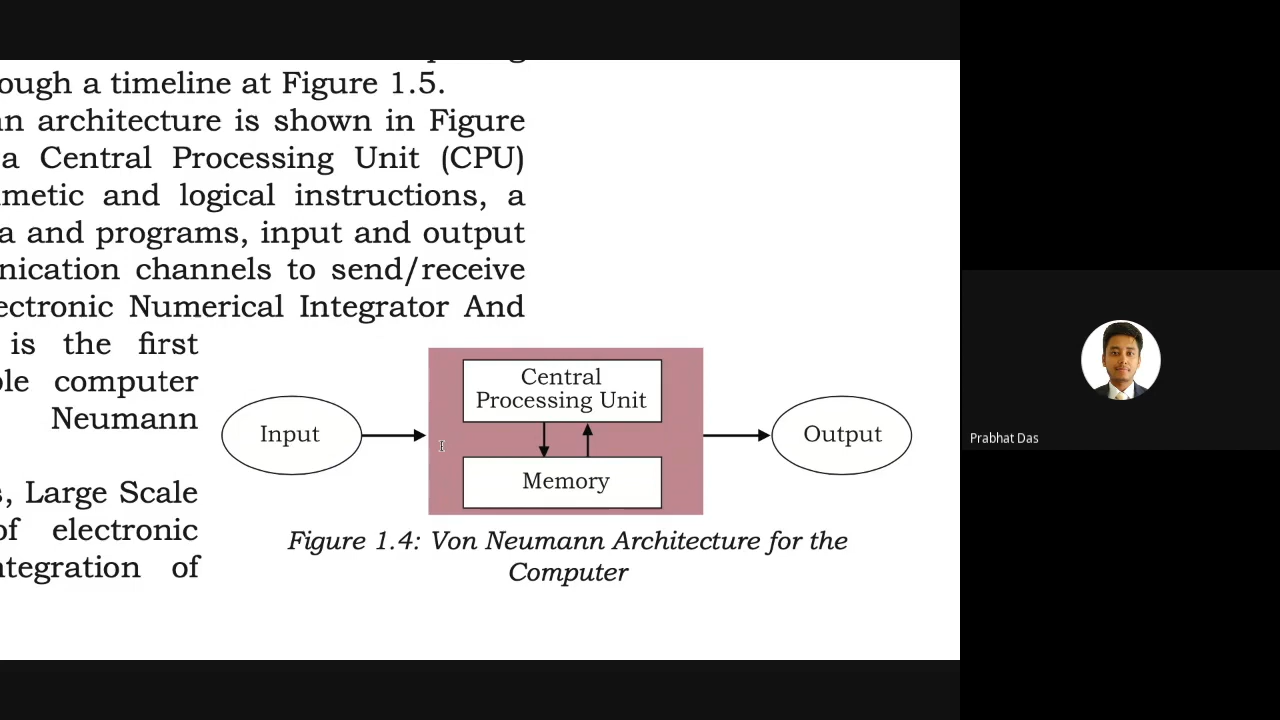 ough a timeline at Figure 1.5.
n architecture is shown in Figure
a Central Processing Unit (CPU)
metic and logical instructions, a
a and programs, input and output
nication channels to send/receive
ectronic Numerical Integrator And
is the first
le computer
Neumann
s, Large Scale
of electronic
ntegration of
Input
Central
Processing Unit
Memory
Output
Figure 1.4: Von Neumann Architecture for the
Computer
Prabhat Das